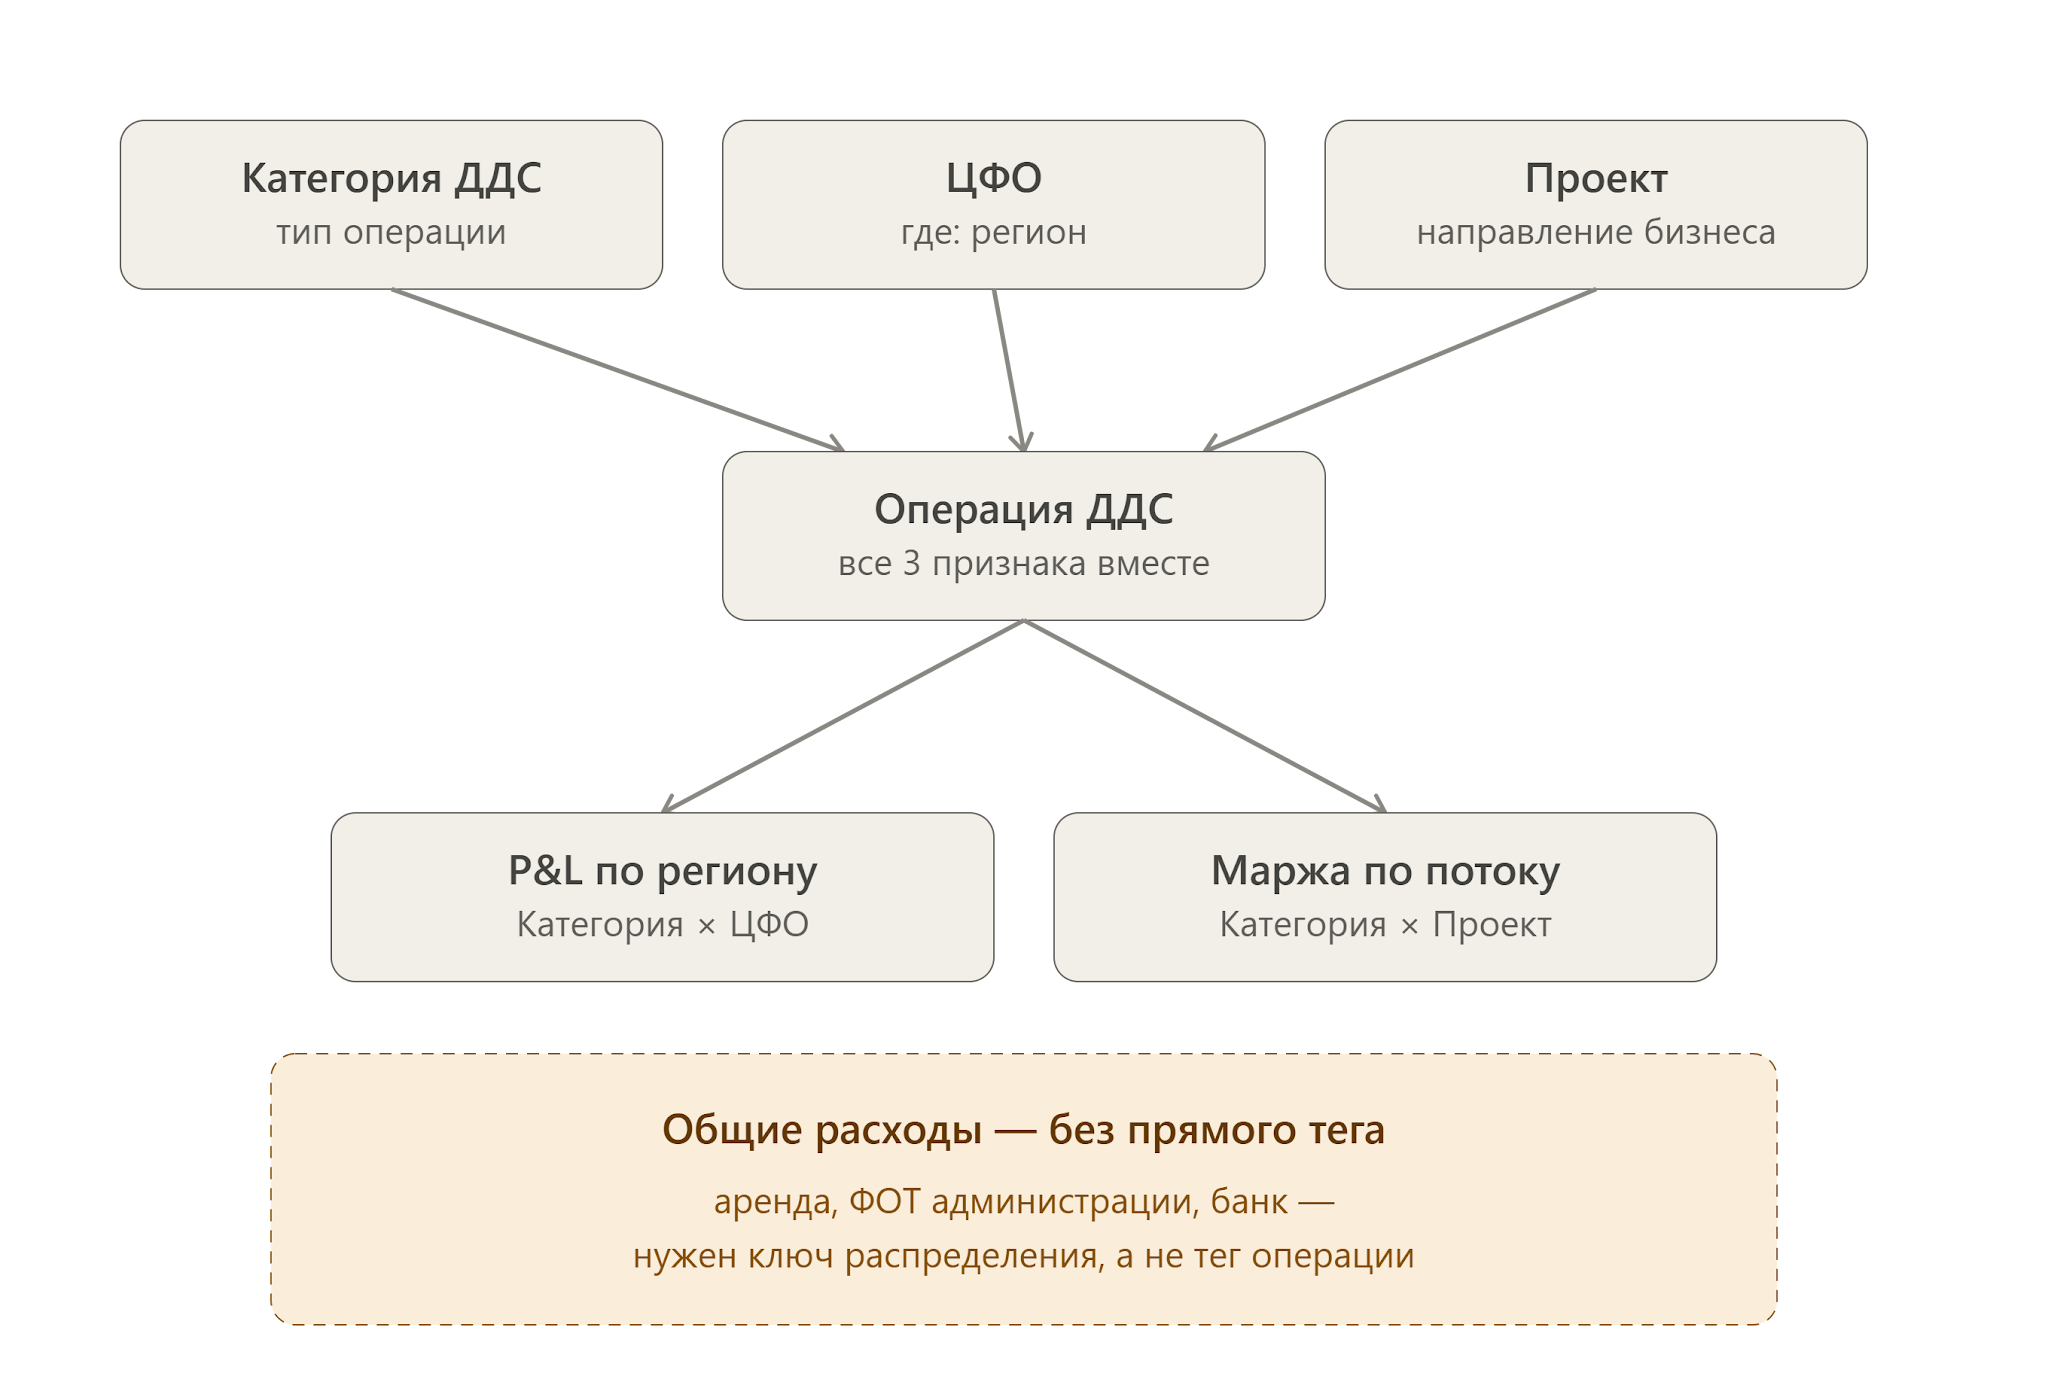 Категория ДДС
тип операции
ЦФО
где: регион
Проект
направление бизнеса
Операция ДДС
все 3 признака вместе
P&L по региону
Категория × ЦФО
Маржа по потоку
Категория × Проект
Общие расходы — без прямого тега
аренда, ФОТ администрации, банк —
нужен ключ распределения, а не тег операции